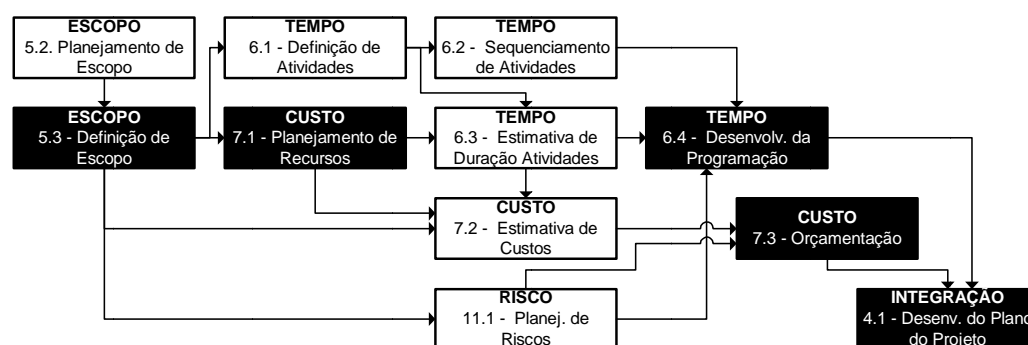 ESCOPO
5.2. Planejamento de
Escopo
TEMPO
6.1 - Definição de
Atividades
TEMPO
6.2 - Sequenciamento
de Atividades
ESCOPO
5.3 - Definição de
Escopo
CUSTO
7.1 - Planejamento de
Recursos
TEMPO
6.3 - Estimativa de
Duração Atividades
TEMPO
6.4 - Desenvolv. da
Programação
CUSTO
7.2 - Estimativa de
Custos
CUSTO
7.3 - Orçamentação
RISCO
11.1 - Planej. de
Riscos
INTEGRAÇÃO
4.1 - Desenv. do Plano
do Projeto